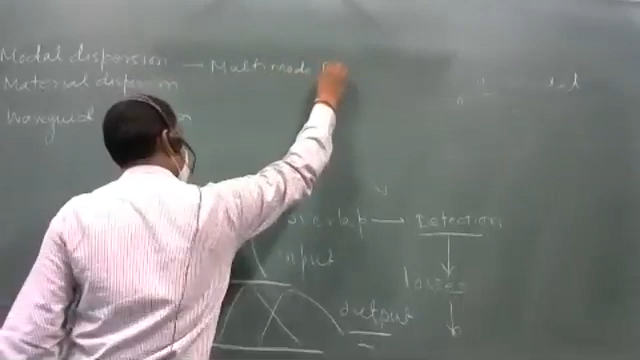 Modal dispersion — Multimode
Material dispersion
Waveguid
overlap → Detection
input
losses
output